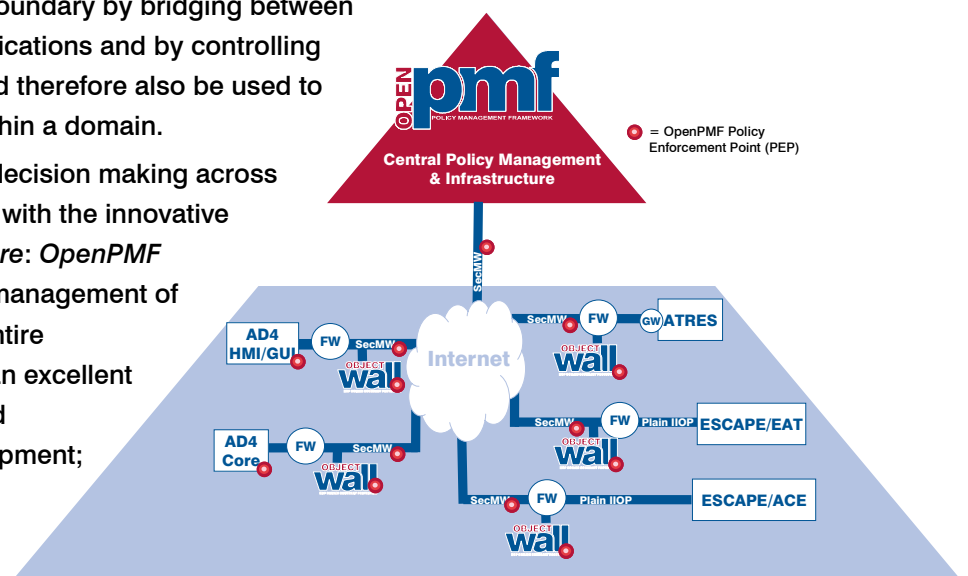 oundary by bridging between
ications and by controlling
d therefore also be used to
thin a domain.
decision making across
with the innovative
re: OpenPMF
management of
ntire
an excellent
d
opment;
OPEN
pmf
POLICY MANAGEMENT FRAMEWORK
Central Policy Management
& Infrastructure
= OpenPMF Policy
Enforcement Point (PEP)
SecMW
Internet
AD4
HMI/GUI
FW
SecMW
OBJECT
wall
SecMW
FW
GW
ATRES
OBJECT
wall
AD4
Core
FW
SecMW
OBJECT
wall
SecMW
FW
Plain IIOP
ESCAPE/EAT
OBJECT
wall
SecMW
FW
Plain IIOP
ESCAPE/ACE
OBJECT
wall